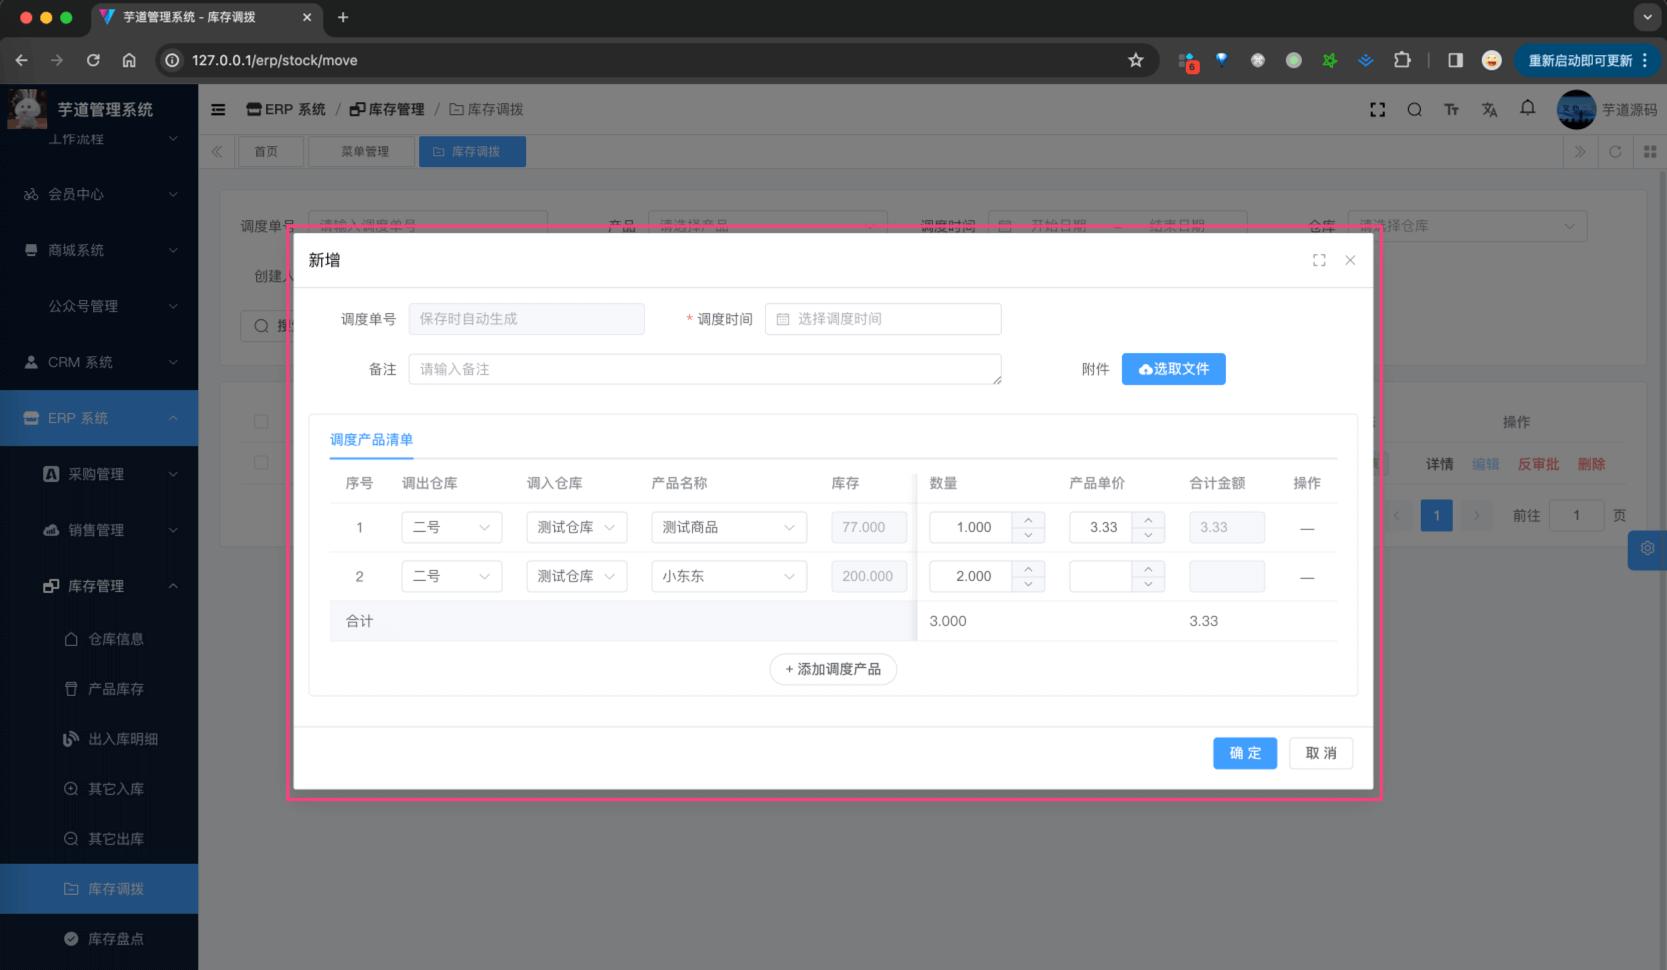 芋道管理系统 - 库存调拨
127.0.0.1/erp/stock/move
6
重新启动即可更新
芋道管理系统
ERP 系统 / 库存管理 / 库存调拨
芋道源码
首页 菜单管理 库存调拨
工作流程
会员中心
商城系统
公众号管理
CRM 系统
ERP 系统
采购管理
销售管理
库存管理
仓库信息
产品库存
出入库明细
其它入库
其它出库
库存调拨
库存盘点
调度单号 请输入调度单号 产品 请选择产品 调度时间 开始日期 - 结束日期 仓库 请选择仓库
创建人
操作
详情 编辑 反审批 删除
1 前往 1 页
新增
调度单号 保存时自动生成 * 调度时间 选择调度时间
备注 请输入备注 附件 选取文件
调度产品清单
序号 调出仓库 调入仓库 产品名称 库存 数量 产品单价 合计金额 操作
1 二号 测试仓库 测试商品 77.000 1.000 3.33 3.33 —
2 二号 测试仓库 小东东 200.000 2.000 —
合计 3.000 3.33
+ 添加调度产品
确 定 取 消